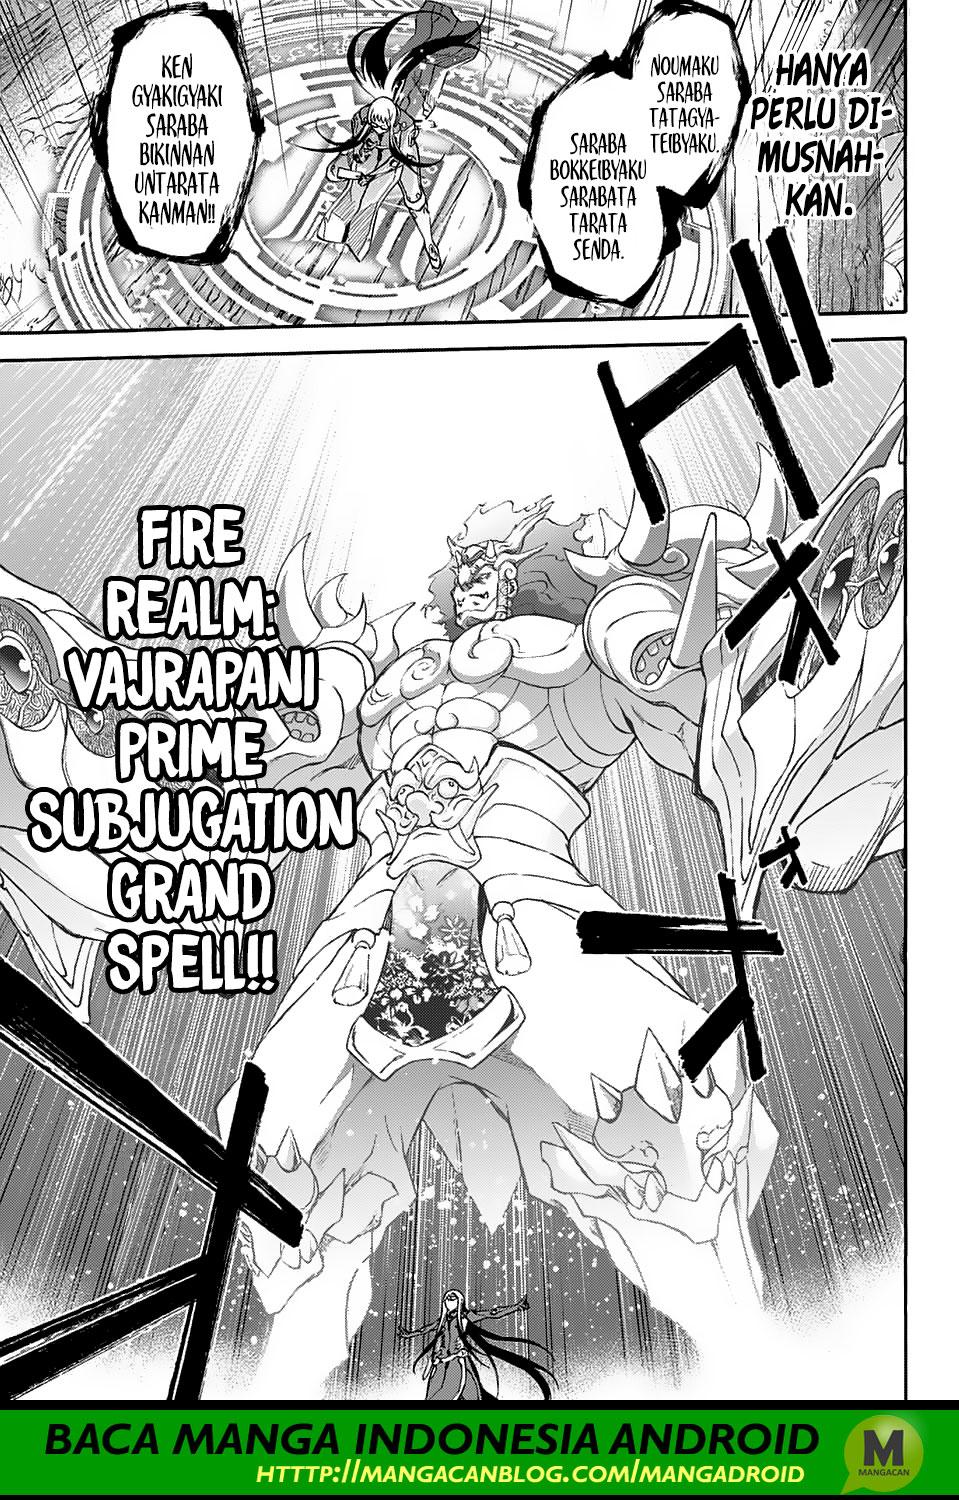 HANYA
PERLU DI-
MUSNAH-
KAN.
NOUMAKU
SARABA
TATAGYA-
TEIBYAKU.
SARABA
BOKKEIBYAKU
SARABATA
TARATA
SENDA.
KEN
GYAKIGYAKI
SARABA
BIKINNAN
UNTARATA
KANMAN!!
FIRE
REALM:
VAJRAPANI
PRIME
SUBJUGATION
GRAND
SPELL!!
BACA MANGA INDONESIA ANDROID
HTTTP://MANGACANBLOG.COM/MANGADROID
M
MANGACAN